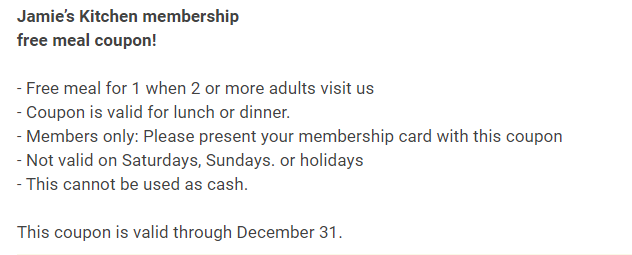 Jamie’s Kitchen membership
free meal coupon!
- Free meal for 1 when 2 or more adults visit us
- Coupon is valid for lunch or dinner.
- Members only: Please present your membership card with this coupon
- Not valid on Saturdays, Sundays. or holidays
- This cannot be used as cash.
This coupon is valid through December 31.